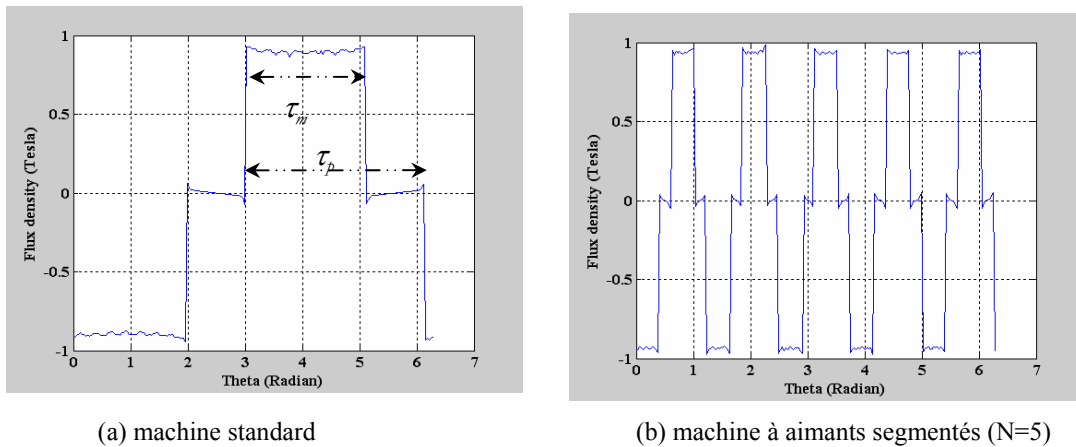 1
0.5
0
-0.5
-1
0 1 2 3 4 5 6 7
Flux density (Tesla)
Theta (Radian)
τm
τp
(a) machine standard
1
0.5
0
-0.5
-1
0 1 2 3 4 5 6 7
Flux density (Tesla)
Theta (Radian)
(b) machine à aimants segmentés (N=5)